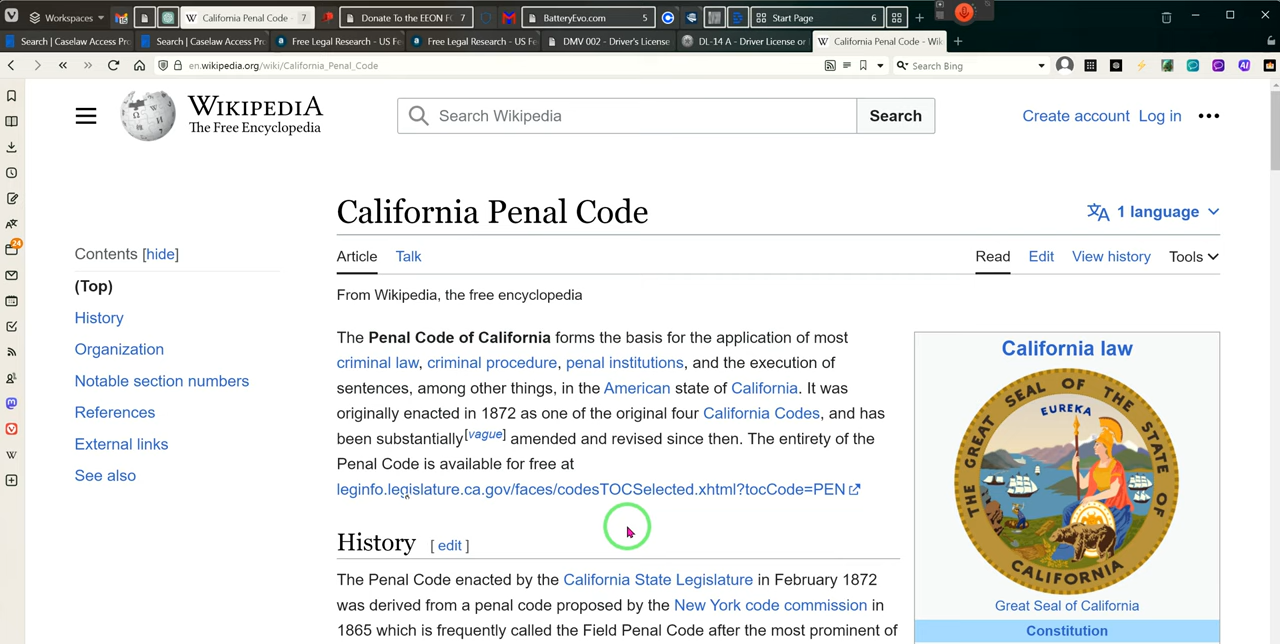 Workspaces
California Penal Code - 7
Donate To the EEON F 7
BatteryEvo.com 5
Start Page 6
Search | Caselaw Access Pro
Search | Caselaw Access Pro
Free Legal Research - US Fe
Free Legal Research - US Fe
DMV 002 - Driver's License
DL-14 A - Driver License or
California Penal Code - Wik
en.wikipedia.org/wiki/California_Penal_Code
Search Bing
24
WIKIPEDIA
The Free Encyclopedia
Search Wikipedia
Search
Create account Log in
California Penal Code
1 language
Contents [hide]
(Top)
History
Organization
Notable section numbers
References
External links
See also
Article Talk
Read Edit View history Tools
From Wikipedia, the free encyclopedia
The Penal Code of California forms the basis for the application of most
criminal law, criminal procedure, penal institutions, and the execution of
sentences, among other things, in the American state of California. It was
originally enacted in 1872 as one of the original four California Codes, and has
been substantially[vague] amended and revised since then. The entirety of the
Penal Code is available for free at
leginfo.legislature.ca.gov/faces/codesTOCSelected.xhtml?tocCode=PEN
History [ edit ]
The Penal Code enacted by the California State Legislature in February 1872
was derived from a penal code proposed by the New York code commission in
1865 which is frequently called the Field Penal Code after the most prominent of
California law
THE GREAT SEAL OF THE STATE OF CALIFORNIA
EUREKA
Great Seal of California
Constitution